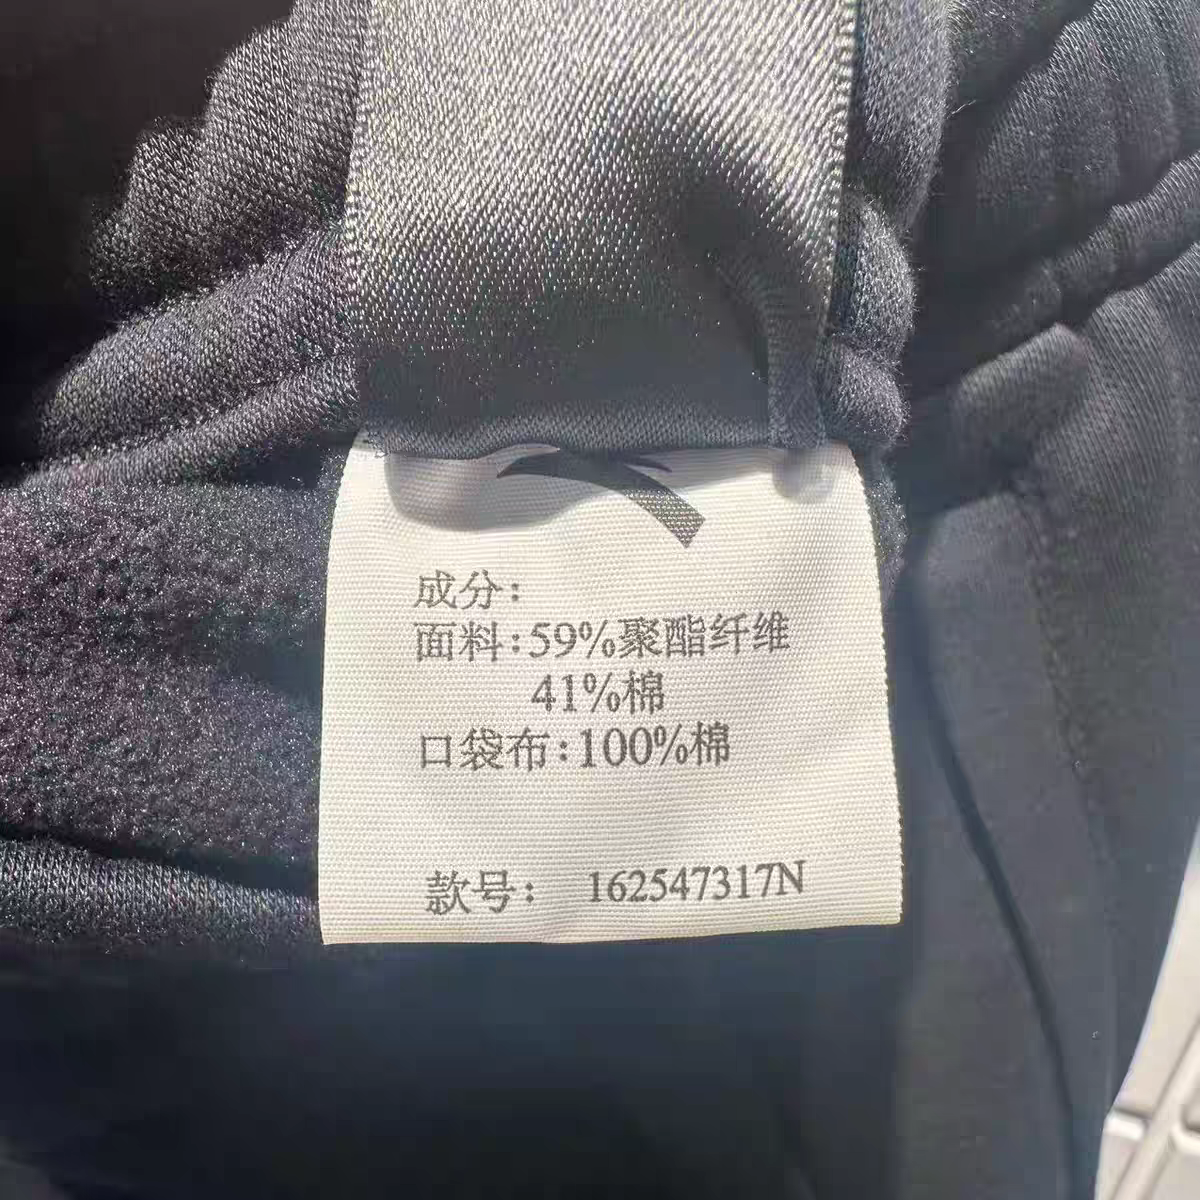 成分:
面料:59%聚酯纤维
41%棉
口袋布:100%棉
款号: 162547317N